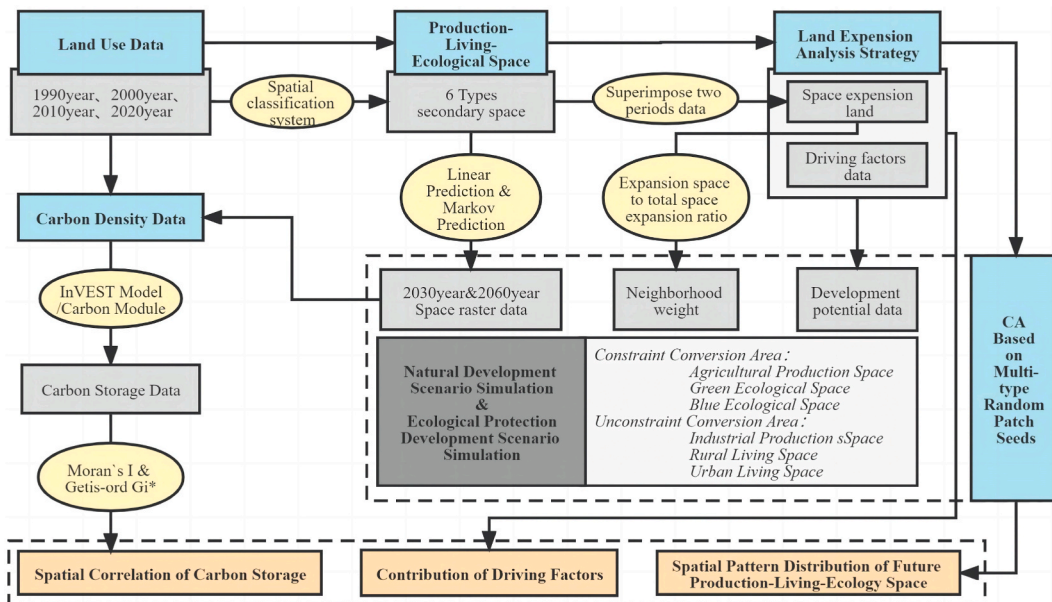 Land Use Data
1990year、2000year、
2010year、2020year
Spatial
classification
system
Production-
Living-
Ecological Space
6 Types
secondary space
Superimpose two
periods data
Land Expension
Analysis Strategy
Space expension
land
Driving factors
data
Linear
Prediction &
Markov
Prediction
Expansion space
to total space
expansion ratio
Carbon Density Data
InVEST Model
/Carbon Module
Carbon Storage Data
Moran`s I &
Getis-ord Gi*
2030year&2060year
Space raster data
Neighborhood
weight
Development
potential data
Natural Development
Scenario Simulation
&
Ecological Protection
Development Scenario
Simulation
Constraint Conversion Area：
Agricultural Production Space
Green Ecological Space
Blue Ecological Space
Unconstraint Conversion Area：
Industrial Production sSpace
Rural Living Space
Urban Living Space
CA
Based
on
Multi-
type
Random
Patch
Seeds
Spatial Correlation of Carbon Storage
Contribution of Driving Factors
Spatial Pattern Distribution of Future
Production-Living-Ecology Space